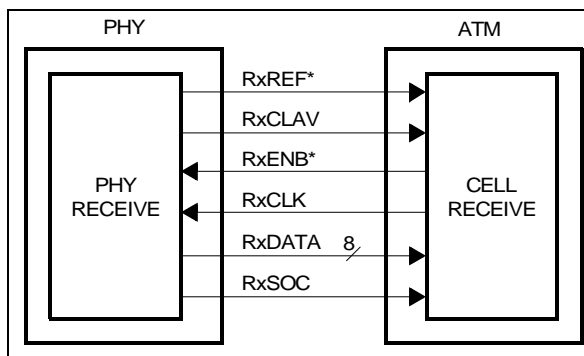 PHY ATM
RxREF*
RxCLAV
RxENB*
PHY RECEIVE
CELL RECEIVE
RxCLK
RxDATA 8
RxSOC